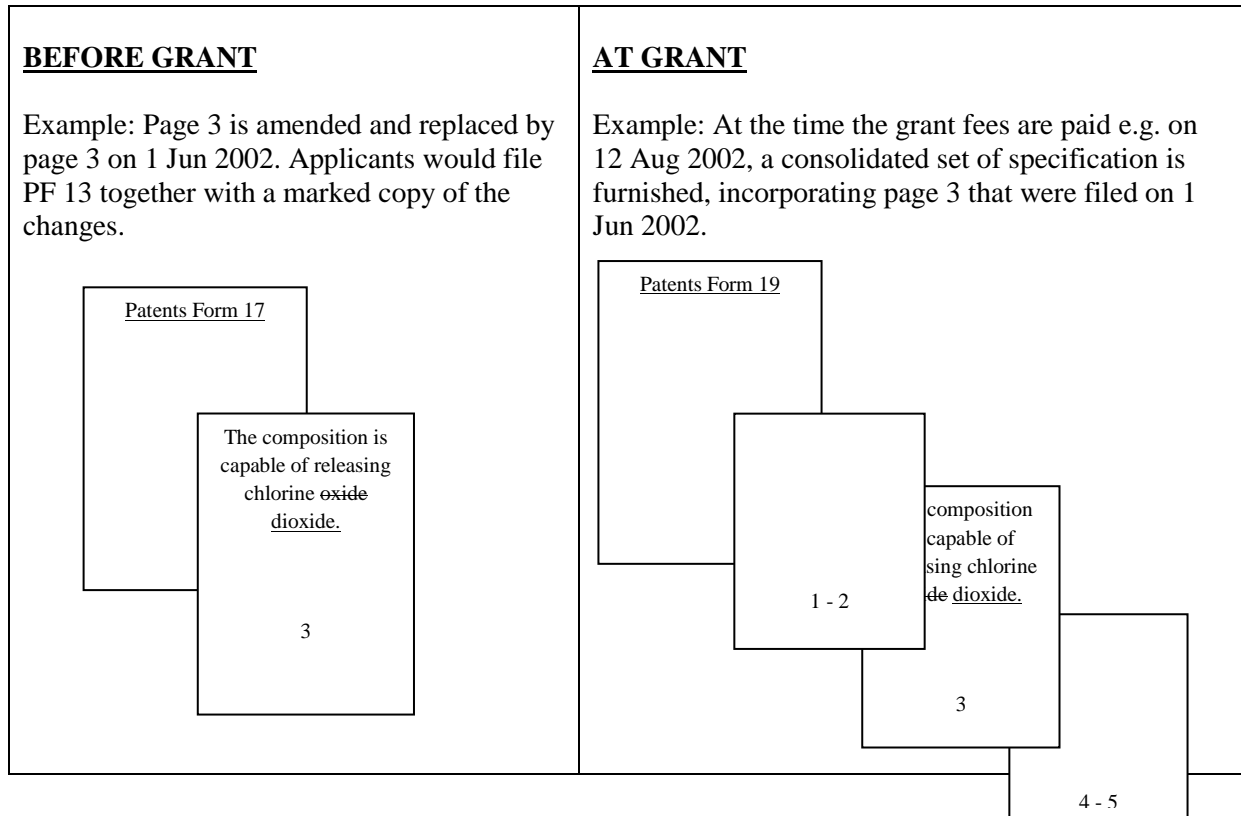 BEFORE GRANT
Example: Page 3 is amended and replaced by
page 3 on 1 Jun 2002. Applicants would file
PF 13 together with a marked copy of the
changes.
Patents Form 17
The composition is
capable of releasing
chlorine oxide
dioxide.
3
AT GRANT
Example: At the time the grant fees are paid e.g. on
12 Aug 2002, a consolidated set of specification is
furnished, incorporating page 3 that were filed on 1
Jun 2002.
Patents Form 19
1 - 2
composition
capable of
sing chlorine
de dioxide.
3
4 - 5